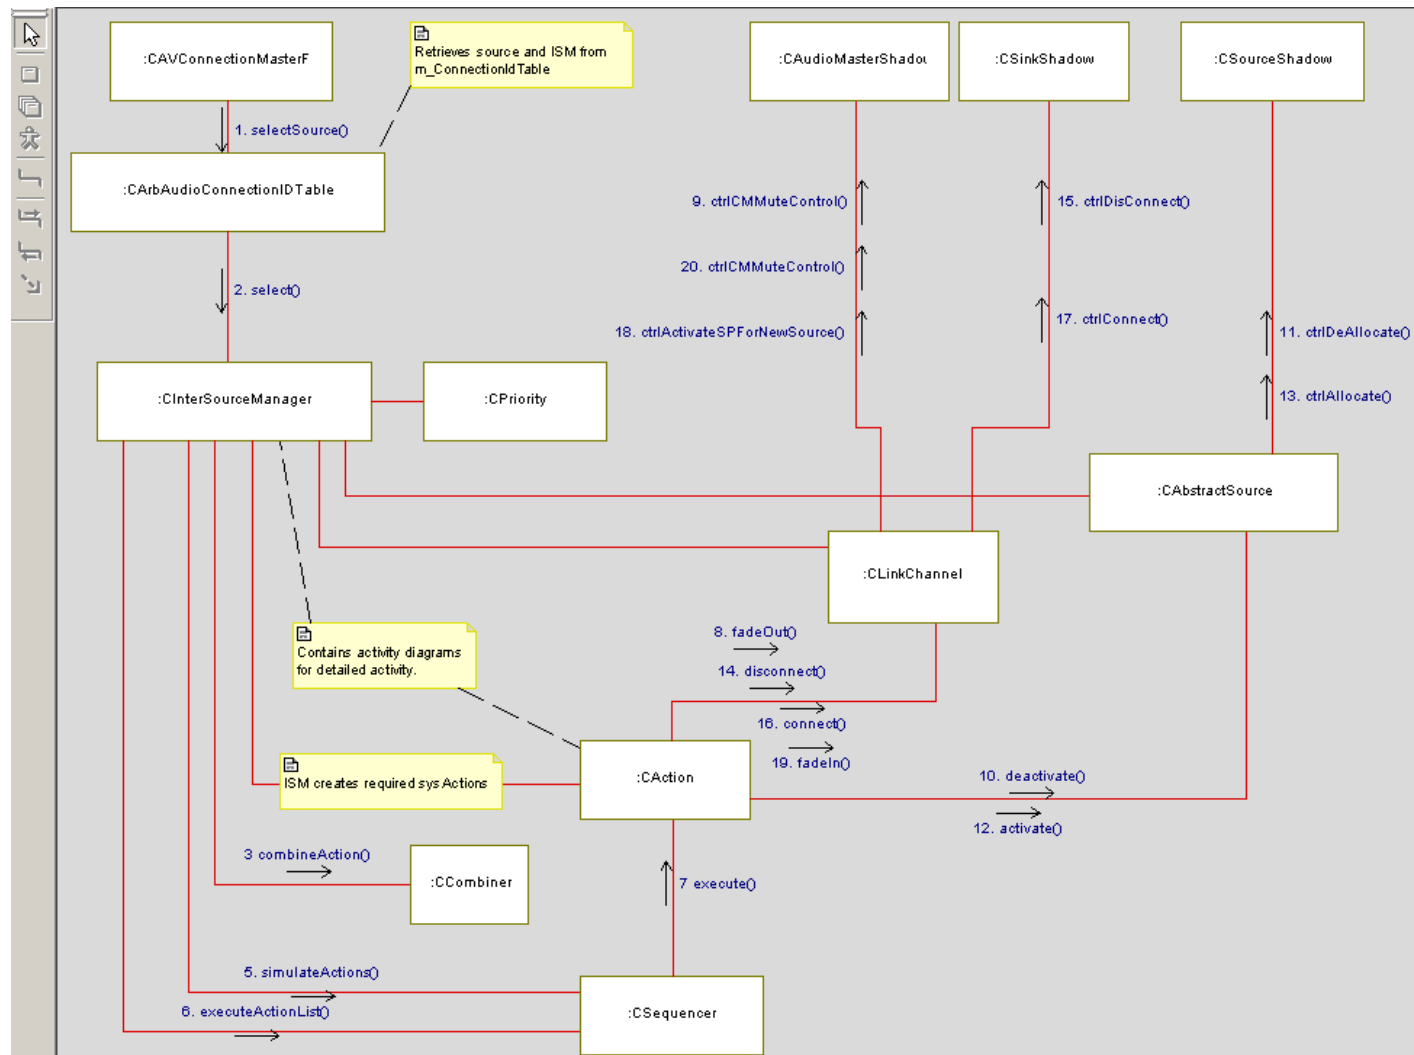 :CAVConnectionMasterF
Retrieves source and ISM from
m_ConnectionIdTable
:CAudioMasterShadou
:CSinkShadow
:CSourceShadow
1. selectSource()
:CArbAudioConnectionIDTable
9. ctrlCMMuteControl()
15. ctrlDisConnect()
20. ctrlCMMuteControl()
2. select()
18. ctrlActivateSPForNewSource()
17. ctrlConnect()
11. ctrlDeAllocate()
13. ctrlAllocate()
:CInterSourceManager
:CPriority
:CAbstractSource
:CLinkChannel
8. fadeOut()
Contains activity diagrams
for detailed activity.
14. disconnect()
16. connect()
19. fadeIn()
ISM creates required sysActions
:CAction
10. deactivate()
12. activate()
3 combineAction()
:CCombiner
7 execute()
5. simulateActions()
6. executeActionList()
:CSequencer